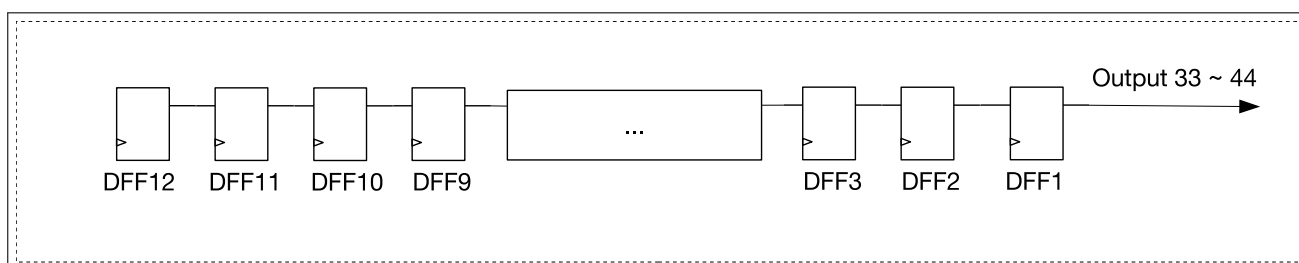 Output 33 ~ 44
...
DFF12 DFF11 DFF10 DFF9 DFF3 DFF2 DFF1